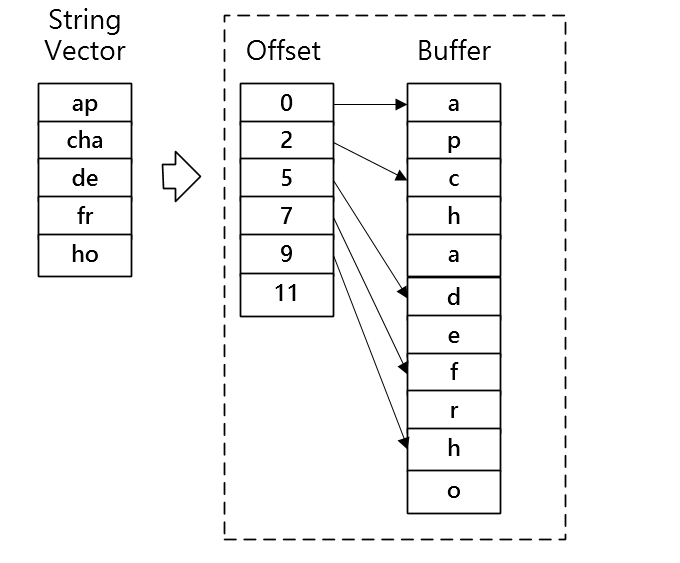 String
Vector
ap
cha
de
fr
ho
Offset
0
2
5
7
9
11
Buffer
a
p
c
h
a
d
e
f
r
h
o